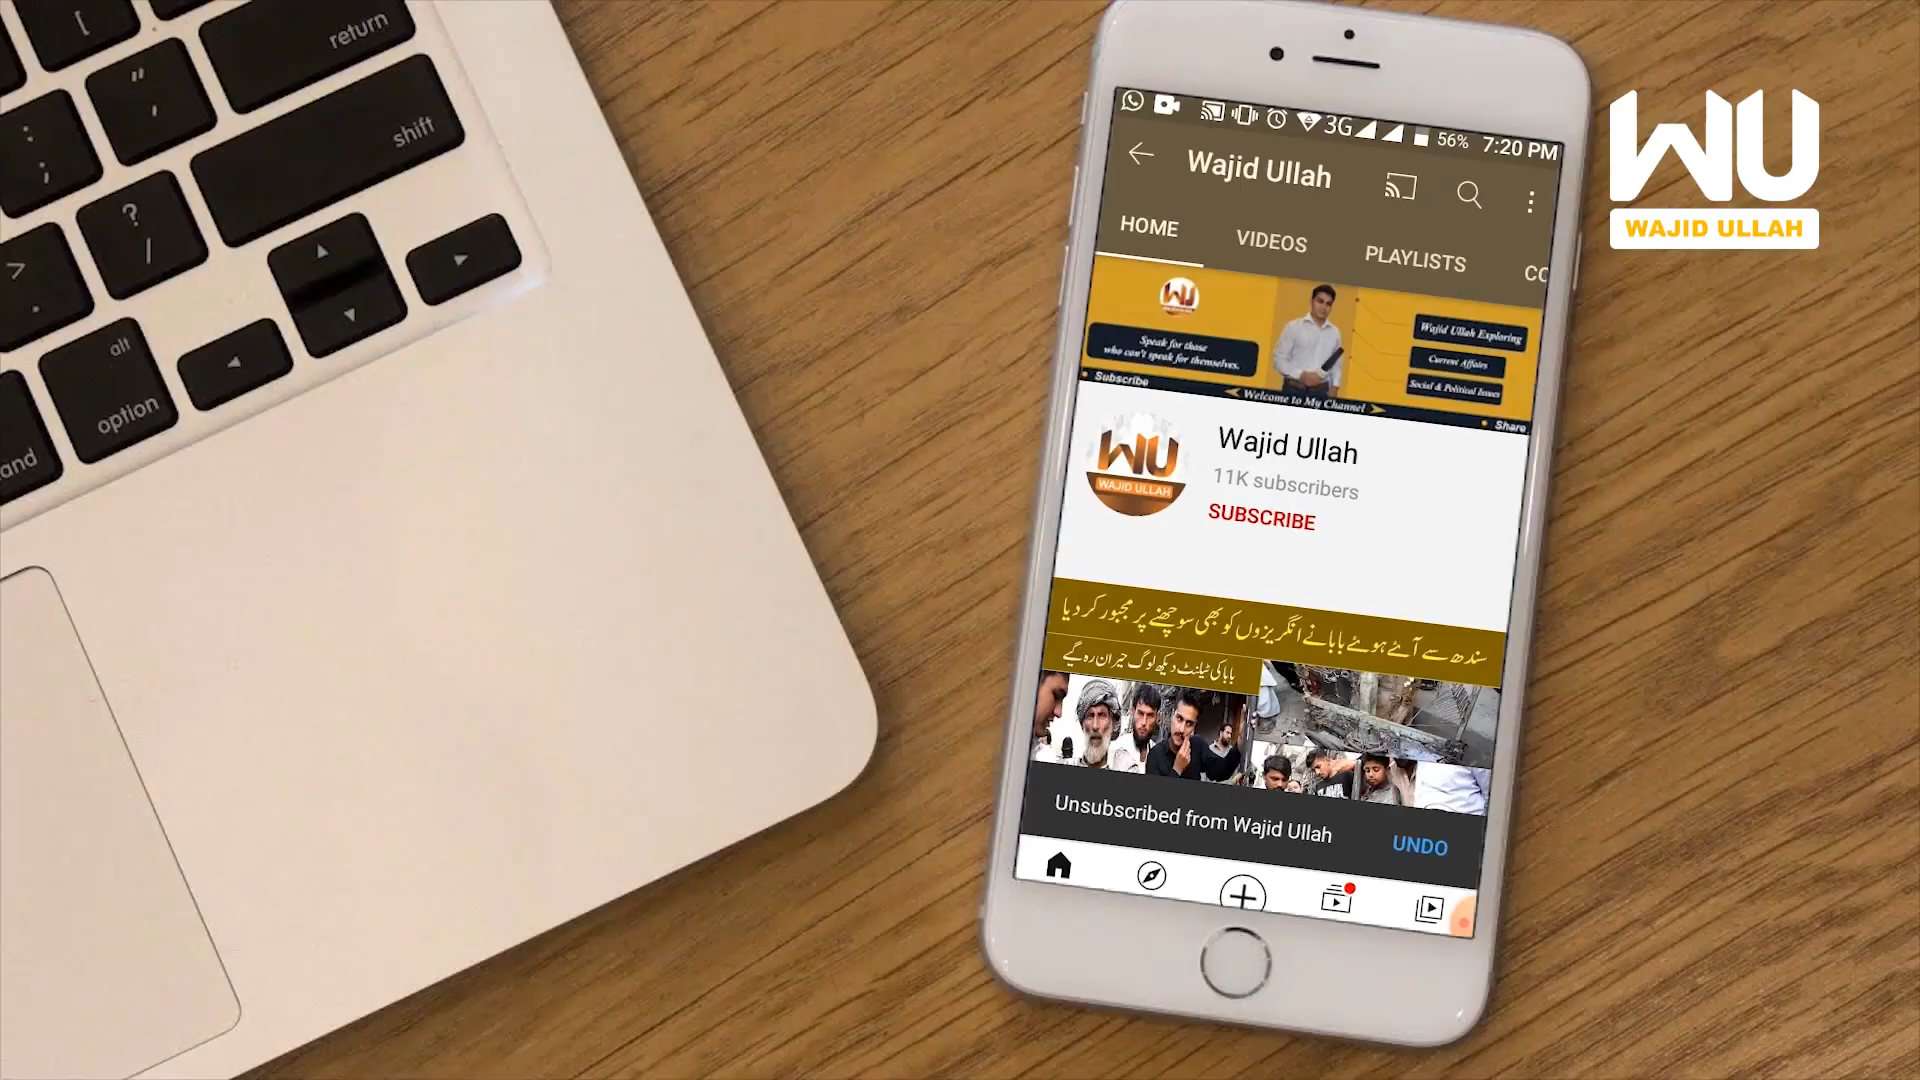 [
return
"
,
shift
:
;
?
/
>
.
alt
option
and
3G 56% 7:20 PM
Wajid Ullah
HOME VIDEOS PLAYLISTS CO
WU
Speak for those
who can't speak for themselves.
Wajid Ullah Exploring
Current Affairs
Social & Political Issues
Subscribe
Welcome to My Channel
Share
WU
WAJID ULLAH
Wajid Ullah
11K subscribers
SUBSCRIBE
سندھ سے آئے ہوئے بابا نے انگریزوں کو بھی سوچھنے پر مجبور کر دیا
بابا کی ٹیلنٹ دیکھ لوگ حیران رہ گیے
Unsubscribed from Wajid Ullah
UNDO
WU
WAJID ULLAH